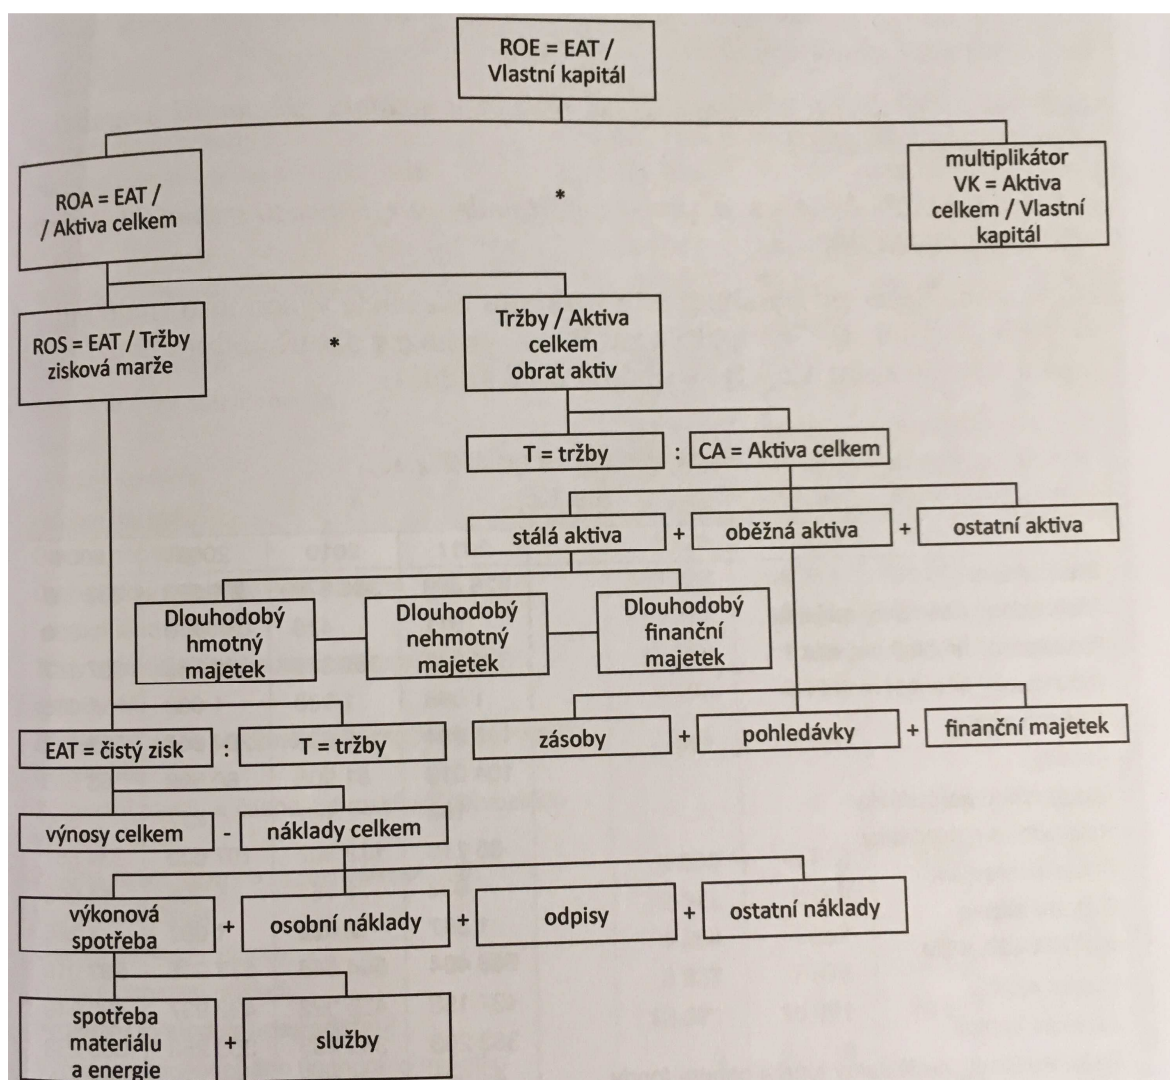 ROE = EAT /
Vlastní kapitál
ROA = EAT /
/ Aktiva celkem
*
multiplikátor
VK = Aktiva
celkem / Vlastní
kapitál
ROS = EAT / Tržby
zisková marže
*
Tržby / Aktiva
celkem
obrat aktiv
T = tržby
:
CA = Aktiva celkem
stálá aktiva
+
oběžná aktiva
+
ostatní aktiva
Dlouhodobý
hmotný
majetek
Dlouhodobý
nehmotný
majetek
Dlouhodobý
finanční
majetek
zásoby
+
pohledávky
+
finanční majetek
EAT = čistý zisk
:
T = tržby
výnosy celkem
-
náklady celkem
výkonová
spotřeba
+
osobní náklady
+
odpisy
+
ostatní náklady
spotřeba
materiálu
a energie
+
služby